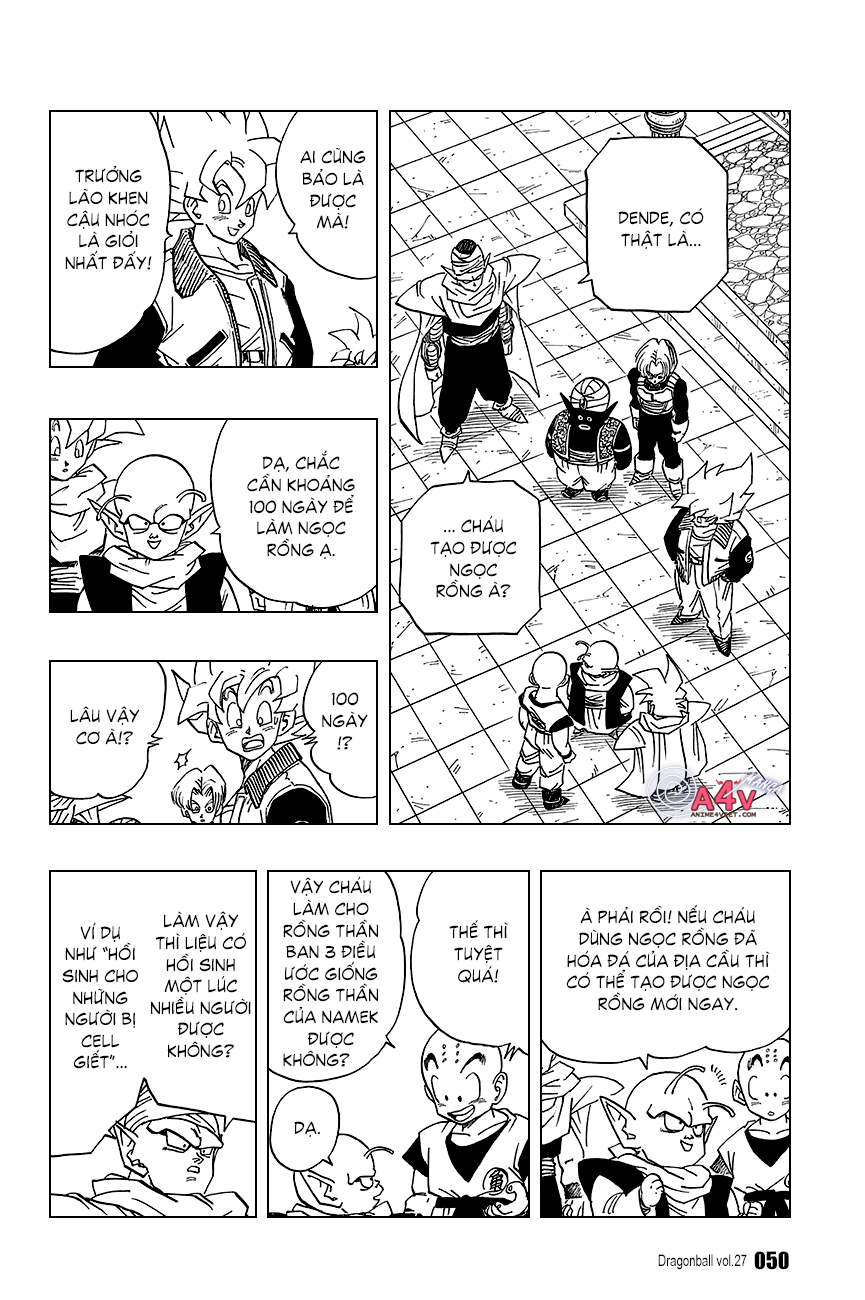 DENDE, CÓ
THẬT LÀ...
... CHÁU
TẠO ĐƯỢC
NGỌC
RỒNG À?
A4V
ANIME4VIET.COM
AI CŨNG
BẢO LÀ
ĐƯỢC
MÀ!
TRƯỞNG
LÃO KHEN
CẬU NHÓC
LÀ GIỎI
NHẤT ĐẤY!
DẠ, CHẮC
CẦN KHOÁNG
100 NGÀY ĐỂ
LÀM NGỌC
RỒNG Ạ.
100
NGÀY
!?
LÂU VẬY
CƠ À!?
À PHẢI RỒI! NẾU CHÁU
DÙNG NGỌC RỒNG ĐÃ
HÓA ĐÁ CỦA ĐỊA CẦU THÌ
CÓ THỂ TẠO ĐƯỢC NGỌC
RỒNG MỚI NGAY.
THẾ THÌ
TUYỆT
QUÁ!
VẬY CHÁU
LÀM CHO
RỒNG THẦN
BAN 3 ĐIỀU
ƯỚC GIỐNG
RỒNG THẦN
CỦA NAMEK
ĐƯỢC
KHÔNG?
DẠ.
LÀM VẬY
THÌ LIỆU CÓ
HỒI SINH
MỘT LÚC
NHIỀU NGƯỜI
ĐƯỢC
KHÔNG?
VÍ DỤ
NHƯ "HỒI
SINH CHO
NHỮNG
NGƯỜI BỊ
CELL
GIẾT"...
Dragonball vol.27 050